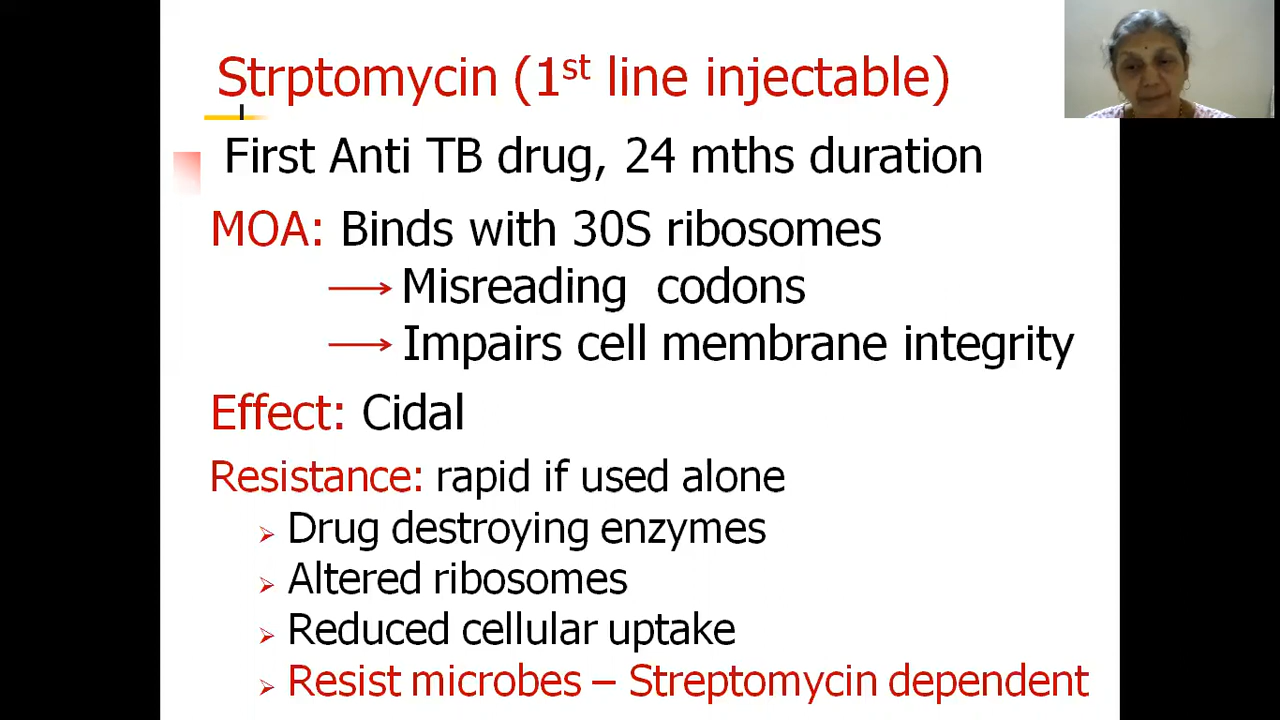 Strptomycin (1st line injectable)
First Anti TB drug, 24 mths duration
MOA: Binds with 30S ribosomes
Misreading codons
Impairs cell membrane integrity
Effect: Cidal
Resistance: rapid if used alone
Drug destroying enzymes
Altered ribosomes
Reduced cellular uptake
Resist microbes – Streptomycin dependent